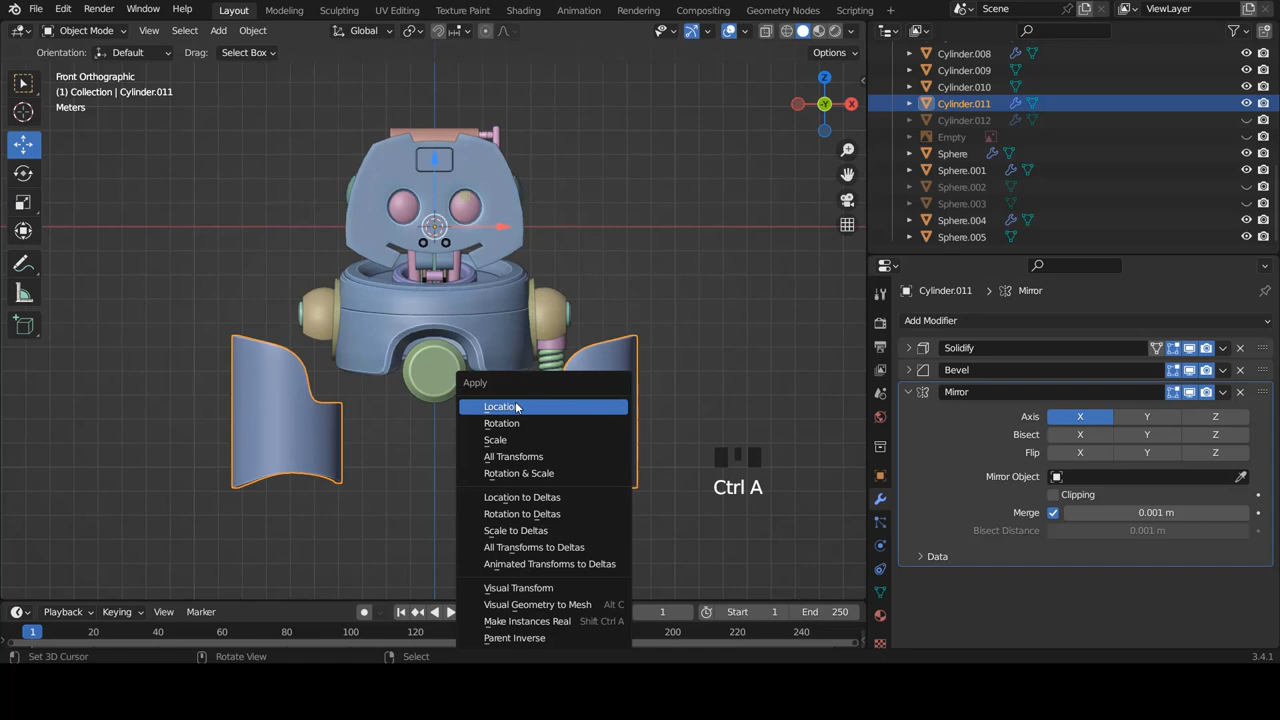 File Edit Render Window Help
Layout Modeling Sculpting UV Editing Texture Paint Shading Animation Rendering Compositing Geometry Nodes Scripting
Scene
ViewLayer
Object Mode View Select Add Object
Global
Orientation: Default Drag: Select Box
Options
Front Orthographic
(1) Collection | Cylinder.011
Meters
Z
-Y
X
Cylinder.008
Cylinder.009
Cylinder.010
Cylinder.011
Cylinder.012
Empty
Sphere
Sphere.001
Sphere.002
Sphere.003
Sphere.004
Sphere.005
Cylinder.011 > Mirror
Add Modifier
Solidify
Bevel
Mirror
Axis X Y Z
Bisect X Y Z
Flip X Y Z
Mirror Object
Clipping
Merge 0.001 m
Bisect Distance 0.001 m
Data
Apply
Location
Rotation
Scale
All Transforms
Rotation & Scale
Location to Deltas
Rotation to Deltas
Scale to Deltas
All Transforms to Deltas
Animated Transforms to Deltas
Visual Transform
Visual Geometry to Mesh Alt C
Make Instances Real Shift Ctrl A
Parent Inverse
Ctrl A
Playback Keying View Marker
1 Start 1 End 250
1 20 40 60 80 100 120 200 220 240
Set 3D Cursor Rotate View Select
3.4.1